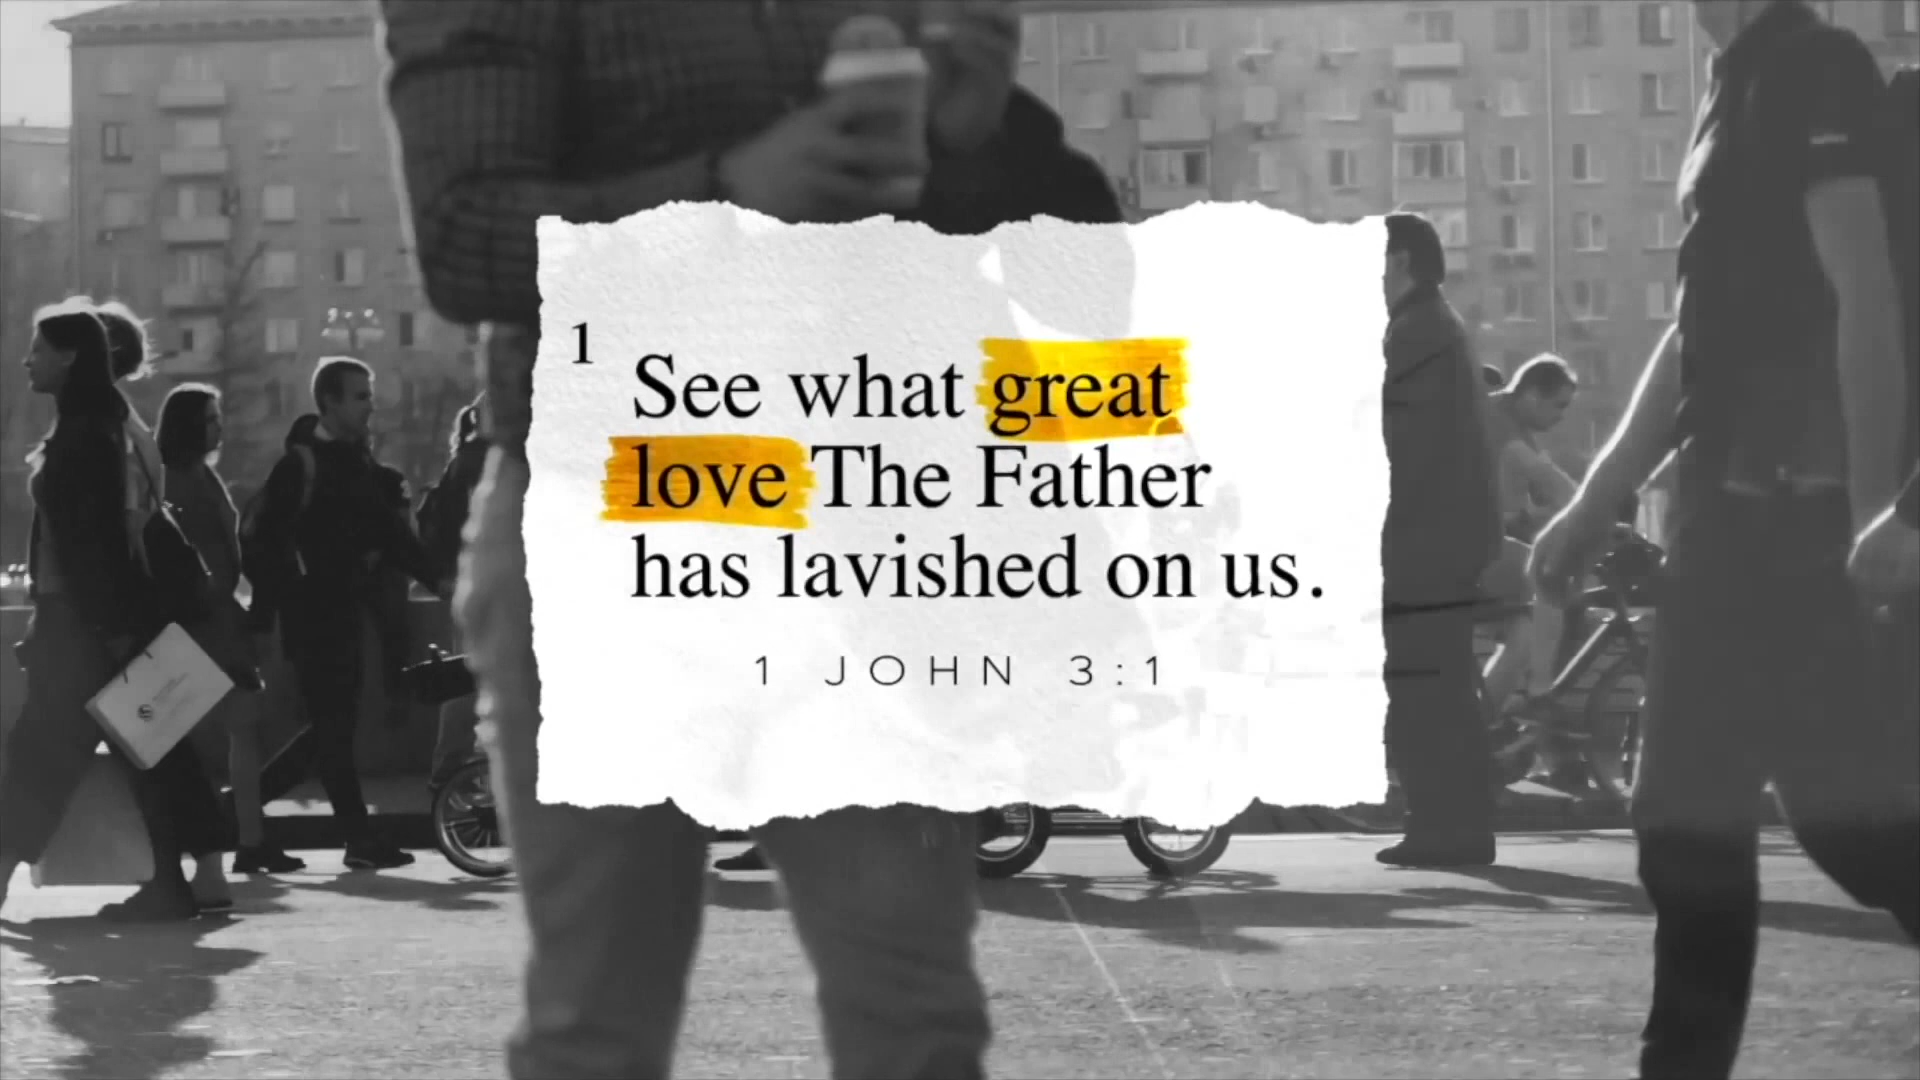 1
See what great
love The Father
has lavished on us.
1 JOHN 3:1